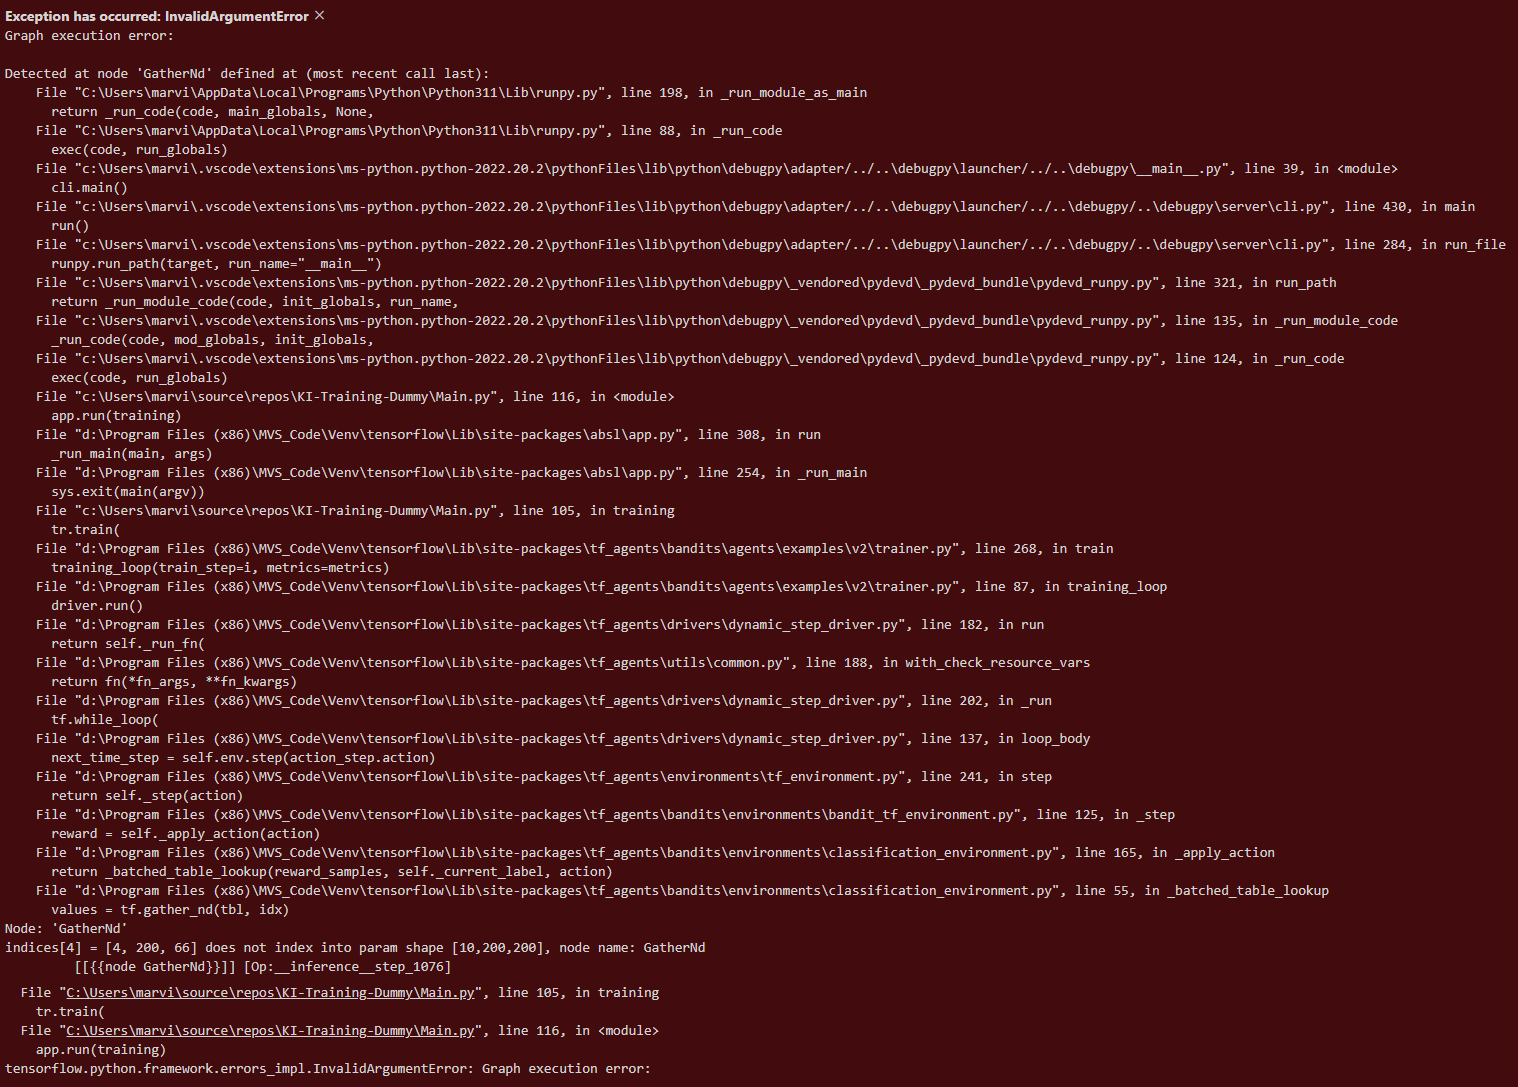 Exception has occurred: InvalidArgumentError ×
Graph execution error:

Detected at node 'GatherNd' defined at (most recent call last):
    File "C:\Users\marvi\AppData\Local\Programs\Python\Python311\Lib\runpy.py", line 198, in _run_module_as_main
      return _run_code(code, main_globals, None,
    File "C:\Users\marvi\AppData\Local\Programs\Python\Python311\Lib\runpy.py", line 88, in _run_code
      exec(code, run_globals)
    File "c:\Users\marvi\.vscode\extensions\ms-python.python-2022.20.2\pythonFiles\lib\python\debugpy\adapter/../..\debugpy\launcher/../..\debugpy\__main__.py", line 39, in <module>
      cli.main()
    File "c:\Users\marvi\.vscode\extensions\ms-python.python-2022.20.2\pythonFiles\lib\python\debugpy\adapter/../..\debugpy\launcher/../..\debugpy/..\debugpy\server\cli.py", line 430, in main
      run()
    File "c:\Users\marvi\.vscode\extensions\ms-python.python-2022.20.2\pythonFiles\lib\python\debugpy\adapter/../..\debugpy\launcher/../..\debugpy/..\debugpy\server\cli.py", line 284, in run_file
      runpy.run_path(target, run_name="__main__")
    File "c:\Users\marvi\.vscode\extensions\ms-python.python-2022.20.2\pythonFiles\lib\python\debugpy\_vendored\pydevd\_pydevd_bundle\pydevd_runpy.py", line 321, in run_path
      return _run_module_code(code, init_globals, run_name,
    File "c:\Users\marvi\.vscode\extensions\ms-python.python-2022.20.2\pythonFiles\lib\python\debugpy\_vendored\pydevd\_pydevd_bundle\pydevd_runpy.py", line 135, in _run_module_code
      _run_code(code, mod_globals, init_globals,
    File "c:\Users\marvi\.vscode\extensions\ms-python.python-2022.20.2\pythonFiles\lib\python\debugpy\_vendored\pydevd\_pydevd_bundle\pydevd_runpy.py", line 124, in _run_code
      exec(code, run_globals)
    File "c:\Users\marvi\source\repos\KI-Training-Dummy\Main.py", line 116, in <module>
      app.run(training)
    File "d:\Program Files (x86)\MVS_Code\Venv\tensorflow\Lib\site-packages\absl\app.py", line 308, in run
      _run_main(main, args)
    File "d:\Program Files (x86)\MVS_Code\Venv\tensorflow\Lib\site-packages\absl\app.py", line 254, in _run_main
      sys.exit(main(argv))
    File "c:\Users\marvi\source\repos\KI-Training-Dummy\Main.py", line 105, in training
      tr.train(
    File "d:\Program Files (x86)\MVS_Code\Venv\tensorflow\Lib\site-packages\tf_agents\bandits\agents\examples\v2\trainer.py", line 268, in train
      training_loop(train_step=i, metrics=metrics)
    File "d:\Program Files (x86)\MVS_Code\Venv\tensorflow\Lib\site-packages\tf_agents\bandits\agents\examples\v2\trainer.py", line 87, in training_loop
      driver.run()
    File "d:\Program Files (x86)\MVS_Code\Venv\tensorflow\Lib\site-packages\tf_agents\drivers\dynamic_step_driver.py", line 182, in run
      return self._run_fn(
    File "d:\Program Files (x86)\MVS_Code\Venv\tensorflow\Lib\site-packages\tf_agents\utils\common.py", line 188, in with_check_resource_vars
      return fn(*fn_args, **fn_kwargs)
    File "d:\Program Files (x86)\MVS_Code\Venv\tensorflow\Lib\site-packages\tf_agents\drivers\dynamic_step_driver.py", line 202, in _run
      tf.while_loop(
    File "d:\Program Files (x86)\MVS_Code\Venv\tensorflow\Lib\site-packages\tf_agents\drivers\dynamic_step_driver.py", line 137, in loop_body
      next_time_step = self.env.step(action_step.action)
    File "d:\Program Files (x86)\MVS_Code\Venv\tensorflow\Lib\site-packages\tf_agents\environments\tf_environment.py", line 241, in step
      return self._step(action)
    File "d:\Program Files (x86)\MVS_Code\Venv\tensorflow\Lib\site-packages\tf_agents\bandits\environments\bandit_tf_environment.py", line 125, in _step
      reward = self._apply_action(action)
    File "d:\Program Files (x86)\MVS_Code\Venv\tensorflow\Lib\site-packages\tf_agents\bandits\environments\classification_environment.py", line 165, in _apply_action
      return _batched_table_lookup(reward_samples, self._current_label, action)
    File "d:\Program Files (x86)\MVS_Code\Venv\tensorflow\Lib\site-packages\tf_agents\bandits\environments\classification_environment.py", line 55, in _batched_table_lookup
      values = tf.gather_nd(tbl, idx)
Node: 'GatherNd'
indices[4] = [4, 200, 66] does not index into param shape [10,200,200], node name: GatherNd
         [[{{node GatherNd}}]] [Op:__inference__step_1076]
  File "C:\Users\marvi\source\repos\KI-Training-Dummy\Main.py", line 105, in training
    tr.train(
  File "C:\Users\marvi\source\repos\KI-Training-Dummy\Main.py", line 116, in <module>
    app.run(training)
tensorflow.python.framework.errors_impl.InvalidArgumentError: Graph execution error: